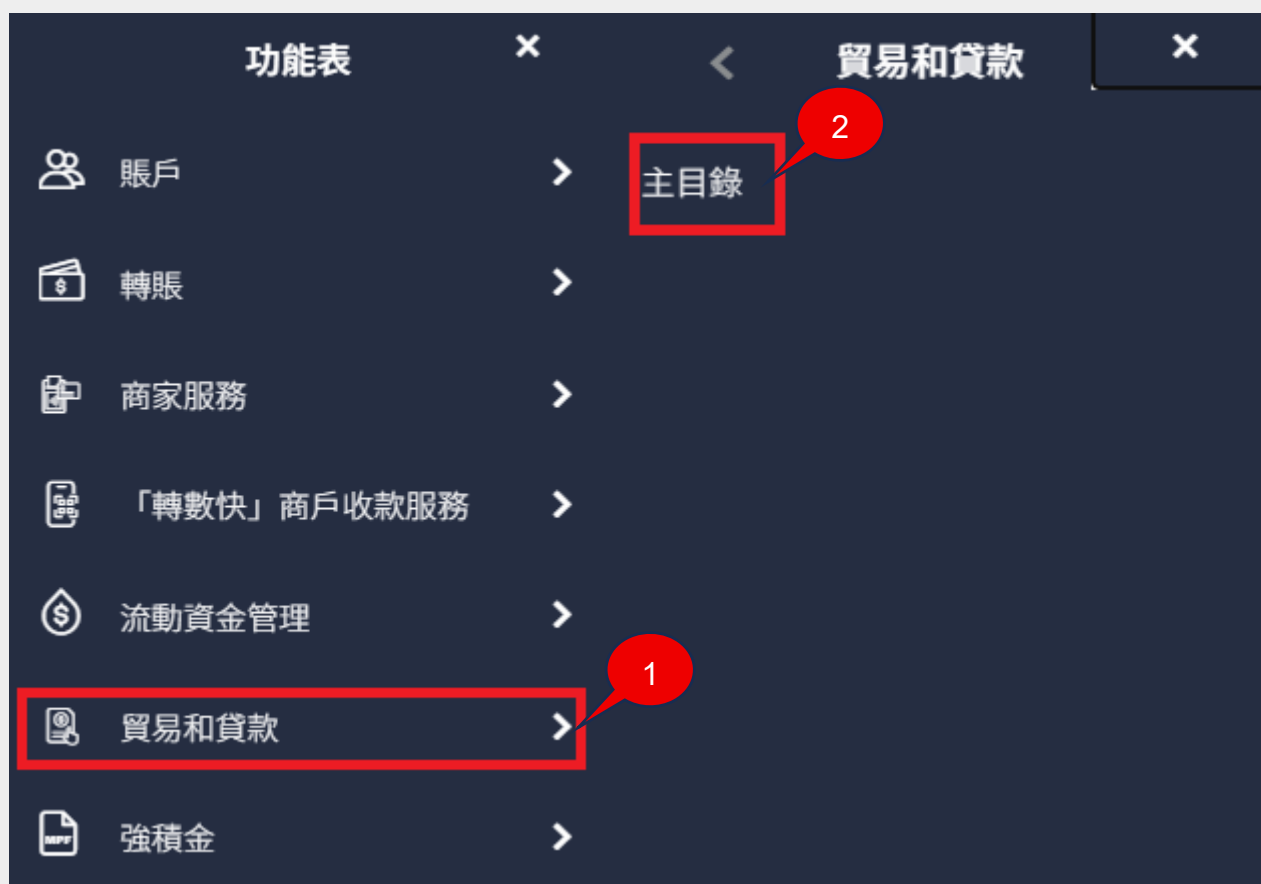 功能表
賬戶
轉賬
商家服務
「轉數快」商戶收款服務
流動資金管理
1
貿易和貸款
MPF
強積金
貿易和貸款
2
主目錄